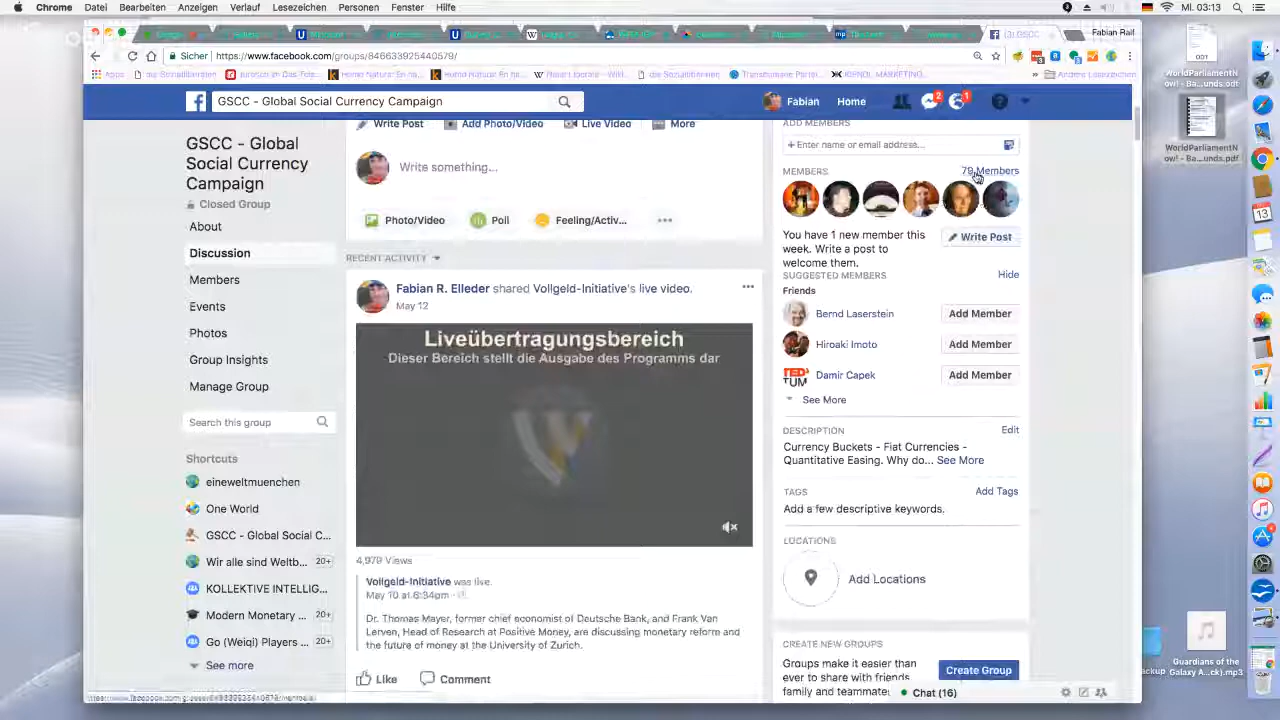 Chrome Datei Bearbeiten Anzeigen Verlauf Lesezeichen Personen Fenster Hilfe
Mi. 03:13
Fabian Ralf
Sicher https://www.facebook.com/groups/846633952440579/
Apps
Andere Lesezeichen
GSCC - Global Social Currency Campaign
Fabian Home 2 1
GSCC - Global
Social Currency
Campaign
Closed Group
About
Discussion
Members
Events
Photos
Group Insights
Manage Group
Search this group
Shortcuts
eineweltmuenchen
One World
GSCC - Global Social C...
Wir alle sind Weltb... 20+
KOLLEKTIVE INTELLIG...
Modern Monetary ... 20+
Go (Weiqi) Players ... 20+
See more
Write Post Add Photo/Video Live Video More
Write something...
Photo/Video Poll Feeling/Activ...
RECENT ACTIVITY
Fabian R. Elleder shared Vollgeld-Initiative's live video.
May 12
Liveübertragungsbereich
Dieser Bereich stellt die Ausgabe des Programms dar
4,979 Views
Vollgeld-Initiative was live.
May 10 at 6:34pm
Dr. Thomas Mayer, former chief economist of Deutsche Bank, and Frank Van
Lerven, Head of Research at Positive Money, are discussing monetary reform and
the future of money at the University of Zurich.
Like Comment
ADD MEMBERS
+ Enter name or email address...
MEMBERS 79 Members
You have 1 new member this
week. Write a post to
welcome them.
Write Post
SUGGESTED MEMBERS Hide
Friends
Bernd Laserstein Add Member
Hiroaki Imoto Add Member
TED
TUM
Damir Capek Add Member
See More
DESCRIPTION Edit
Currency Buckets - Fiat Currencies -
Quantitative Easing. Why do... See More
TAGS Add Tags
Add a few descriptive keywords.
LOCATIONS
Add Locations
CREATE NEW GROUPS
Groups make it easier than
ever to share with friends,
family and teammate
Create Group
Chat (16)
WorldParliamentN
ow! - Ba...unds.odt
WorldParliamentN
ow! - Ba...unds.pdf
Guardians of the
Galaxy A...ck).mp3